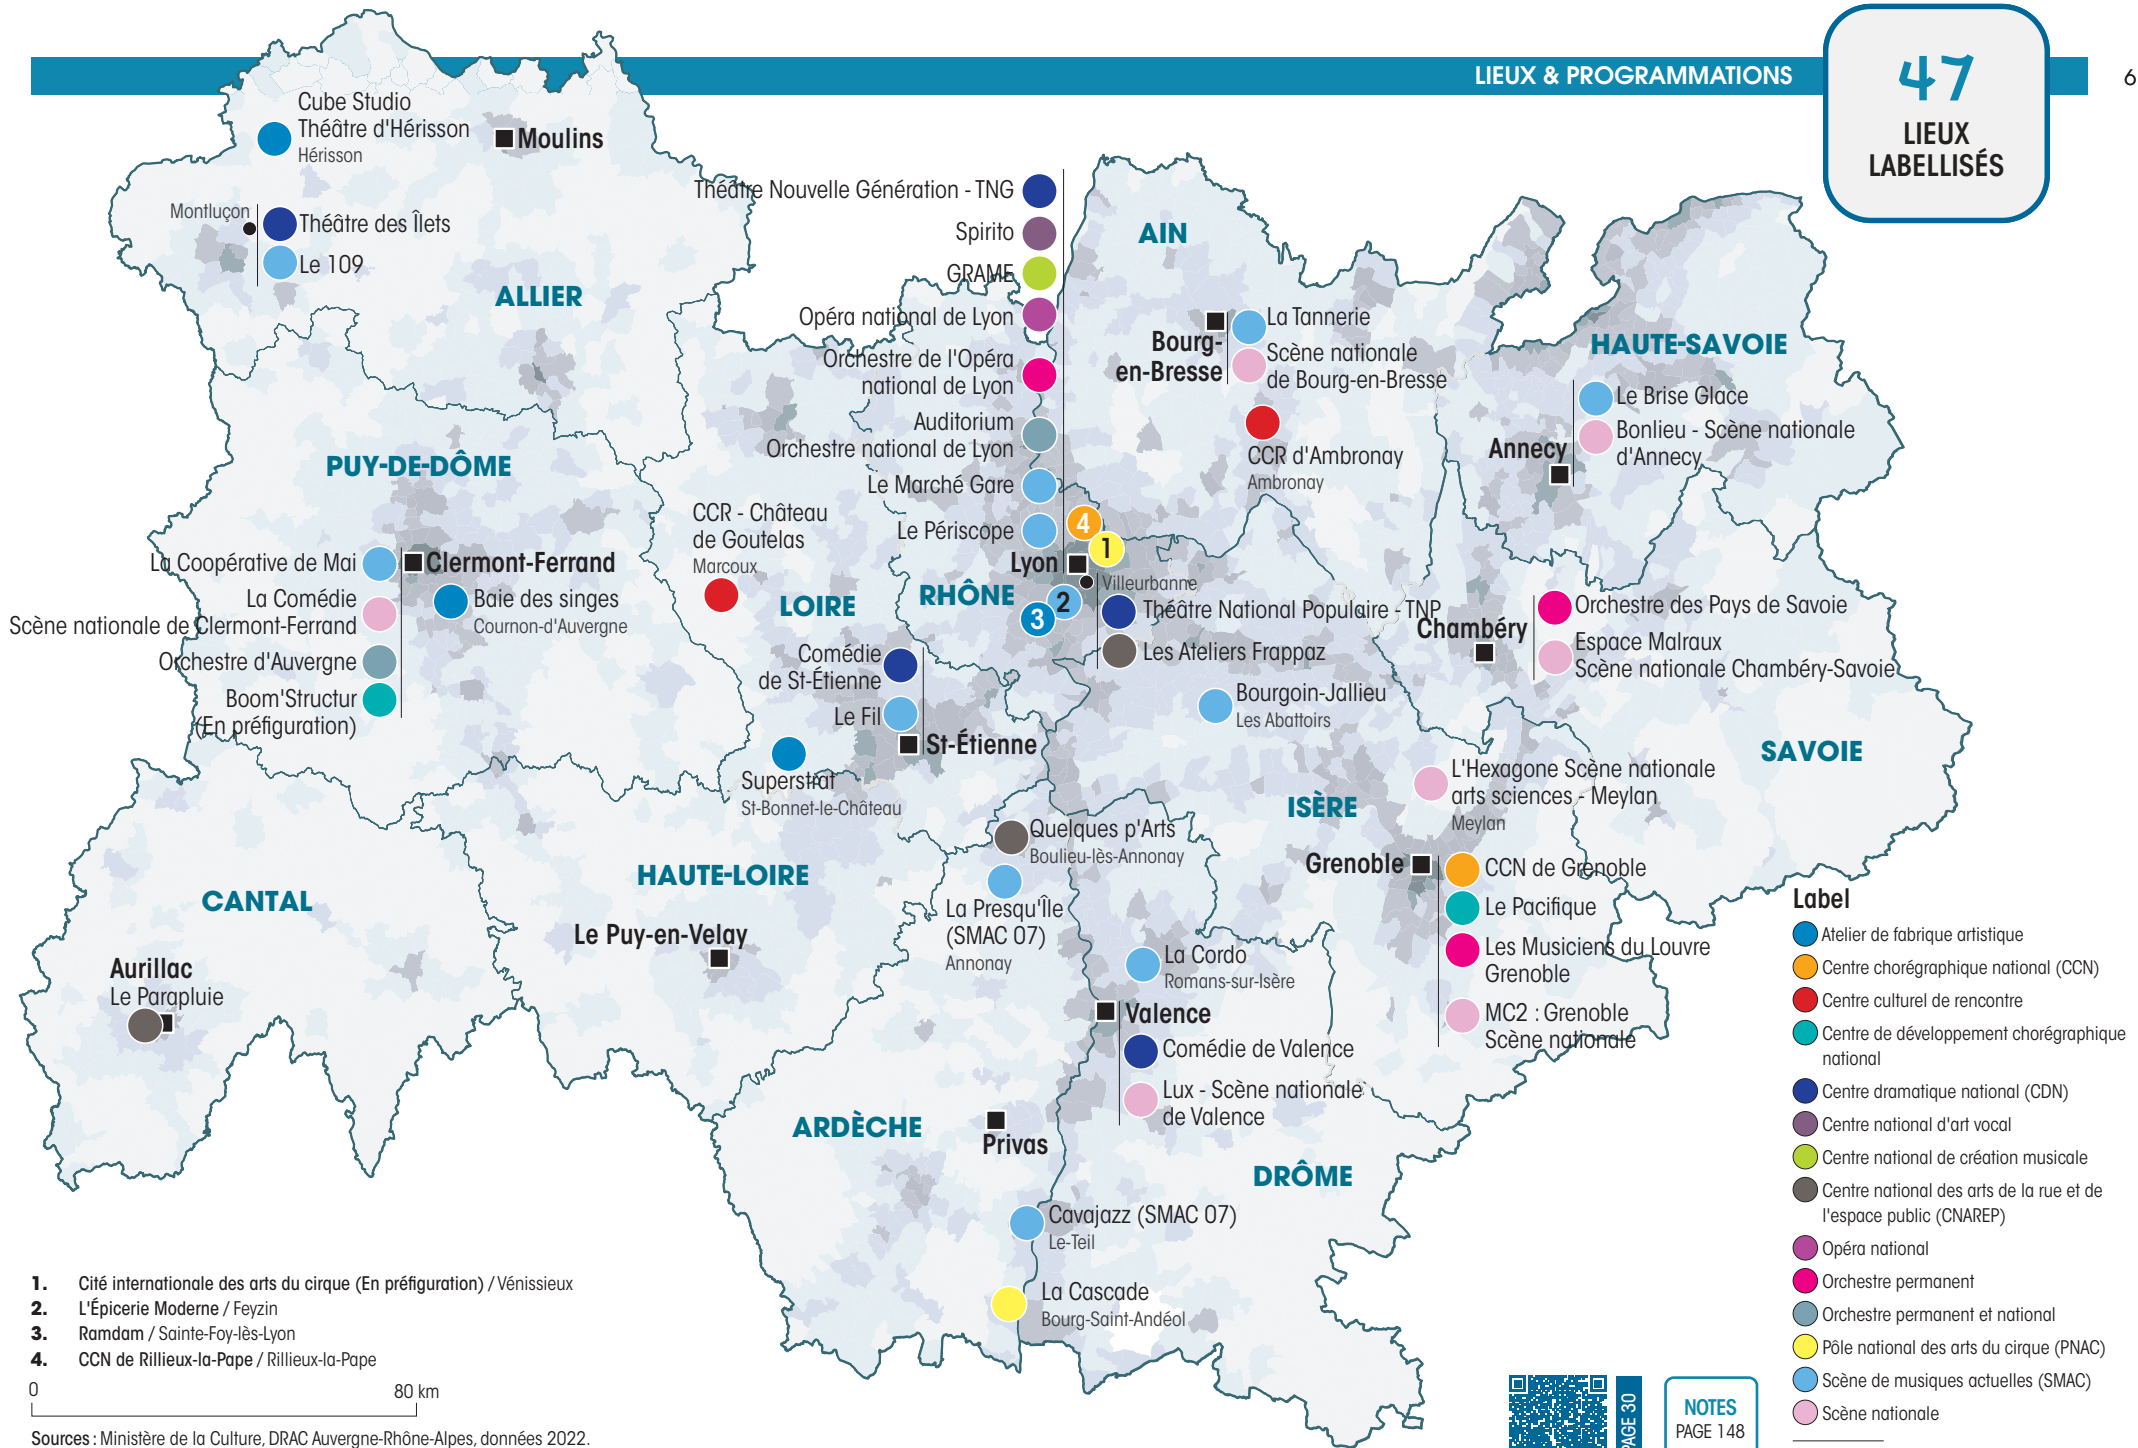 LIEUX & PROGRAMMATIONS
47
LIEUX
LABELLISÉS
6
Cube Studio
Théâtre d'Hérisson
Hérisson
Moulins
Montluçon
Théâtre des Îlets
Le 109
ALLIER
Théâtre Nouvelle Génération - TNG
Spirito
GRAME
Opéra national de Lyon
Orchestre de l'Opéra
national de Lyon
Auditorium
Orchestre national de Lyon
Le Marché Gare
Le Périscope
AIN
Bourg-
en-Bresse
La Tannerie
Scène nationale
de Bourg-en-Bresse
CCR d'Ambronay
Ambronay
HAUTE-SAVOIE
Le Brise Glace
Bonlieu - Scène nationale
d'Annecy
Annecy
PUY-DE-DÔME
La Coopérative de Mai
La Comédie
Scène nationale de Clermont-Ferrand
Orchestre d'Auvergne
Boom'Structur
(En préfiguration)
Clermont-Ferrand
Baie des singes
Cournon-d'Auvergne
CCR - Château
de Goutelas
Marcoux
LOIRE
RHÔNE
4
1
Lyon
Villeurbanne
2
3
Théâtre National Populaire - TNP
Les Ateliers Frappaz
Comédie
de St-Étienne
Le Fil
St-Étienne
Superstrat
St-Bonnet-le-Château
Bourgoin-Jallieu
Les Abattoirs
Chambéry
Orchestre des Pays de Savoie
Espace Malraux
Scène nationale Chambéry-Savoie
SAVOIE
L'Hexagone Scène nationale
arts sciences - Meylan
Meylan
ISÈRE
Grenoble
CCN de Grenoble
Le Pacifique
Les Musiciens du Louvre
Grenoble
MC2 : Grenoble
Scène nationale
Quelques p'Arts
Boulieu-lès-Annonay
La Presqu'Île
(SMAC 07)
Annonay
HAUTE-LOIRE
Le Puy-en-Velay
CANTAL
Aurillac
Le Parapluie
La Cordo
Romans-sur-Isère
Valence
Comédie de Valence
Lux - Scène nationale
de Valence
ARDÈCHE
Privas
DRÔME
Cavajazz (SMAC 07)
Le-Teil
La Cascade
Bourg-Saint-Andéol
Label
Atelier de fabrique artistique
Centre chorégraphique national (CCN)
Centre culturel de rencontre
Centre de développement chorégraphique
national
Centre dramatique national (CDN)
Centre national d'art vocal
Centre national de création musicale
Centre national des arts de la rue et de
l'espace public (CNAREP)
Opéra national
Orchestre permanent
Orchestre permanent et national
Pôle national des arts du cirque (PNAC)
Scène de musiques actuelles (SMAC)
Scène nationale
1. Cité internationale des arts du cirque (En préfiguration) / Vénissieux
2. L'Épicerie Moderne / Feyzin
3. Ramdam / Sainte-Foy-lès-Lyon
4. CCN de Rillieux-la-Pape / Rillieux-la-Pape
0 80 km
Sources : Ministère de la Culture, DRAC Auvergne-Rhône-Alpes, données 2022.
PAGE 30
NOTES
PAGE 148